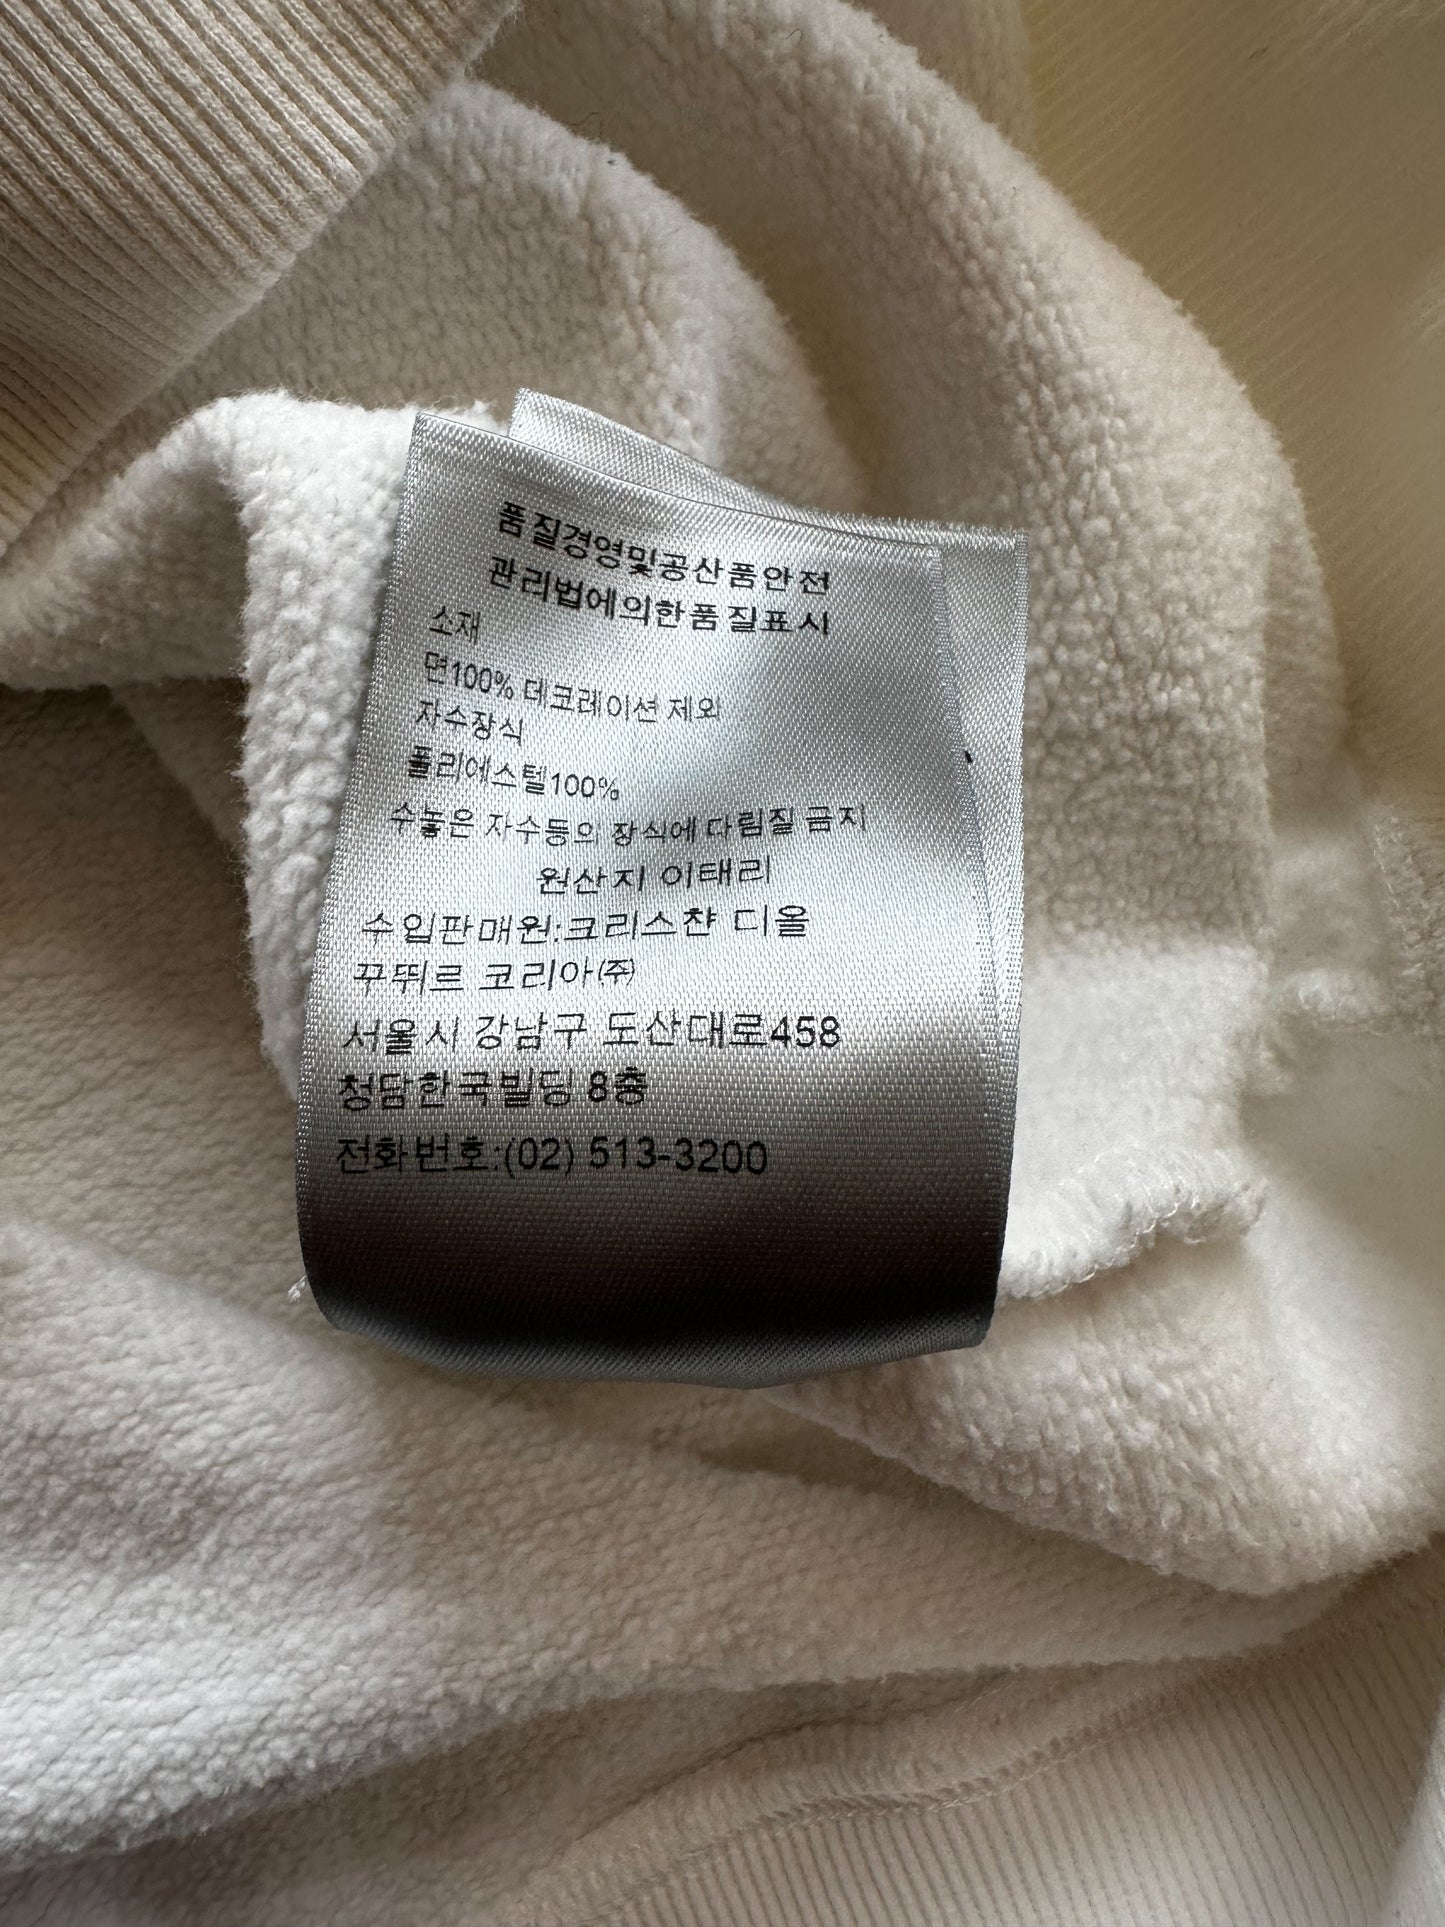 품질경영및공산품안전
관리법에의한품질표시
소재
면100% 데코레이션 제외
자수장식
폴리에스텔100%
수놓은 자수등의 장식에 다림질 금지
원산지 이태리
수입판매원:크리스챤 디올
꾸뛰르 코리아(주)
서울시 강남구 도산대로458
청담한국빌딩 8층
전화번호:(02) 513-3200